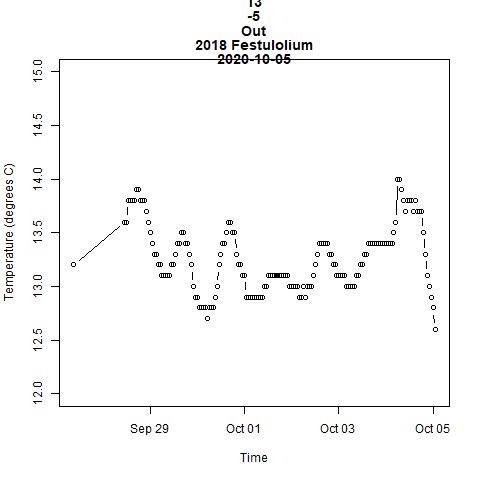 13
-5
Out
2018 Festulolium
2020-10-05
15.0
14.5
14.0
13.5
13.0
12.5
12.0
Temperature (degrees C)
Sep 29
Oct 01
Oct 03
Oct 05
Time